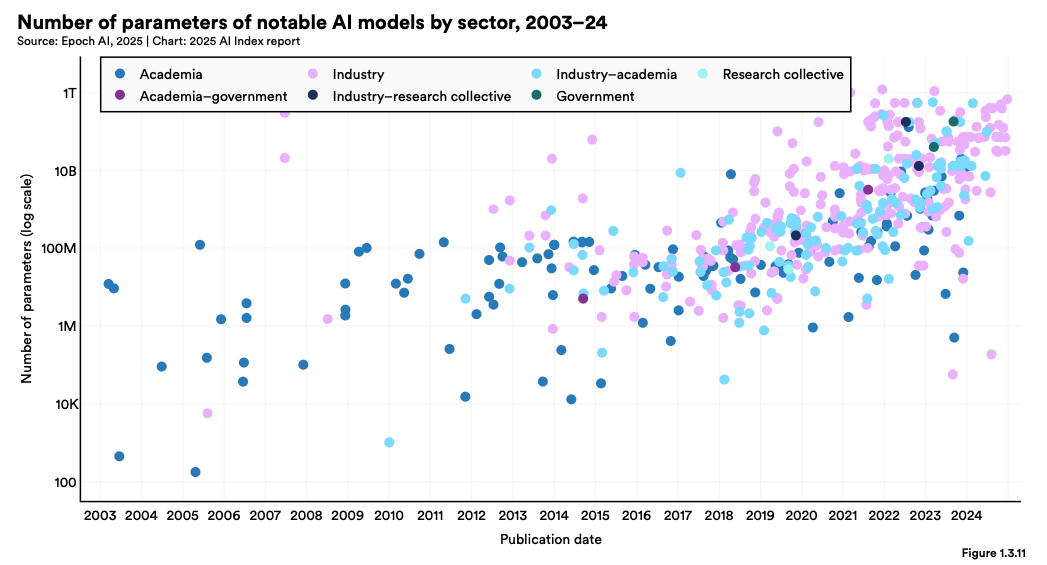 Number of parameters of notable AI models by sector, 2003–24
Source: Epoch AI, 2025 | Chart: 2025 AI Index report
Academia
Industry
Industry–academia
Research collective
Academia–government
Industry–research collective
Government
Number of parameters (log scale)
1T
10B
100M
1M
10K
100
2003 2004 2005 2006 2007 2008 2009 2010 2011 2012 2013 2014 2015 2016 2017 2018 2019 2020 2021 2022 2023 2024
Publication date
Figure 1.3.11